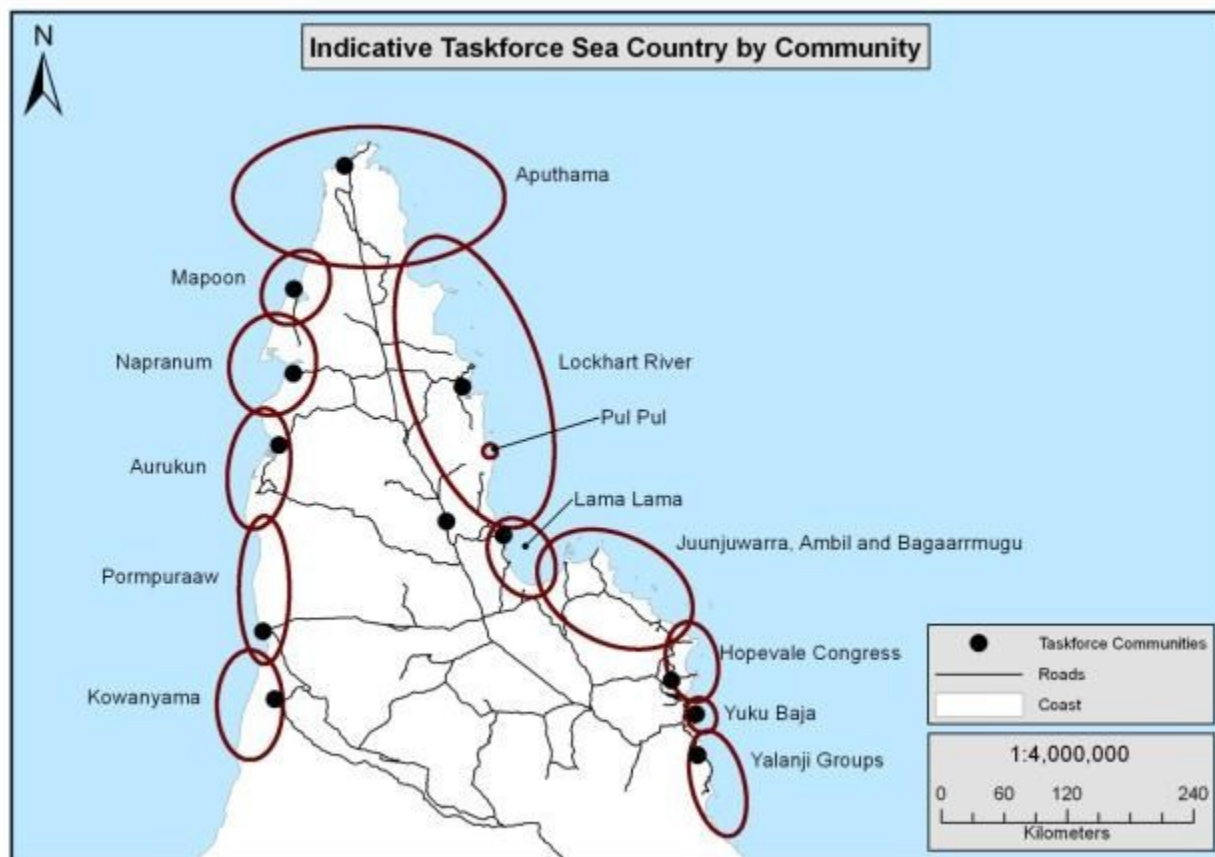 N
Indicative Taskforce Sea Country by Community
Aputhama
Mapoon
Napranum
Lockhart River
Pul Pul
Aurukun
Lama Lama
Juunjuwarra, Ambil and Bagaarrmugu
Pormpuraaw
Hopevale Congress
Kowanyama
Yuku Baja
Yalanji Groups
Taskforce Communities
Roads
Coast
1:4,000,000
0 60 120 240
Kilometers